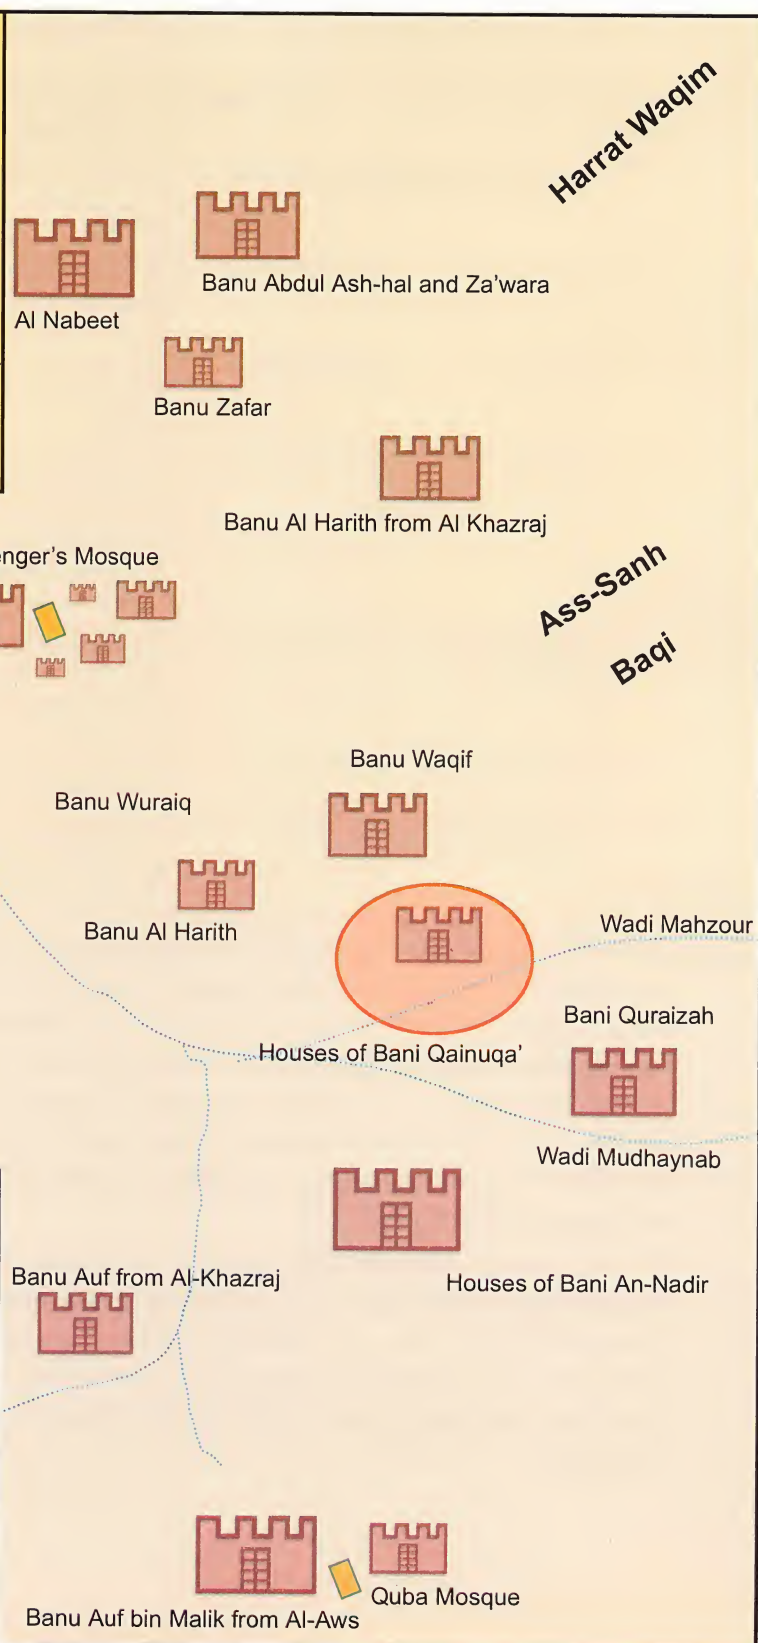 Harrat Waqim
Banu Abdul Ash-hal and Za'wara
Al Nabeet
Banu Zafar
Banu Al Harith from Al Khazraj
enger's Mosque
Ass-Sanh
Baqi
Banu Waqif
Banu Wuraiq
Wadi Mahzour
Banu Al Harith
Bani Quraizah
Houses of Bani Qainuqa'
Wadi Mudhaynab
Banu Auf from Al-Khazraj
Houses of Bani An-Nadir
Quba Mosque
Banu Auf bin Malik from Al-Aws